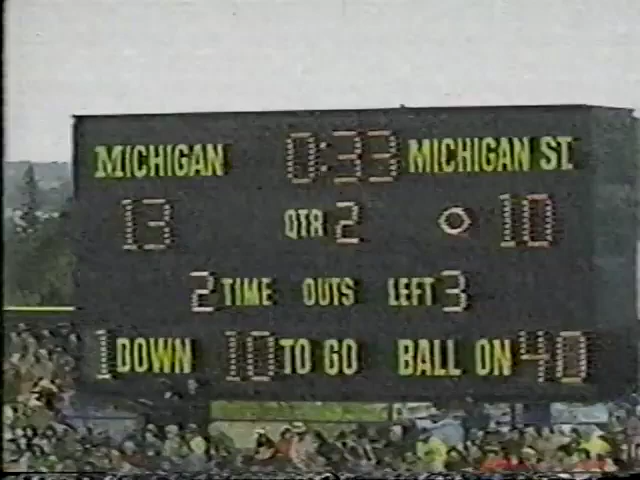 MICHIGAN 0:33 MICHIGAN ST.
13 QTR 2 10
2 TIME OUTS LEFT 3
1 DOWN 10 TO GO BALL ON 40